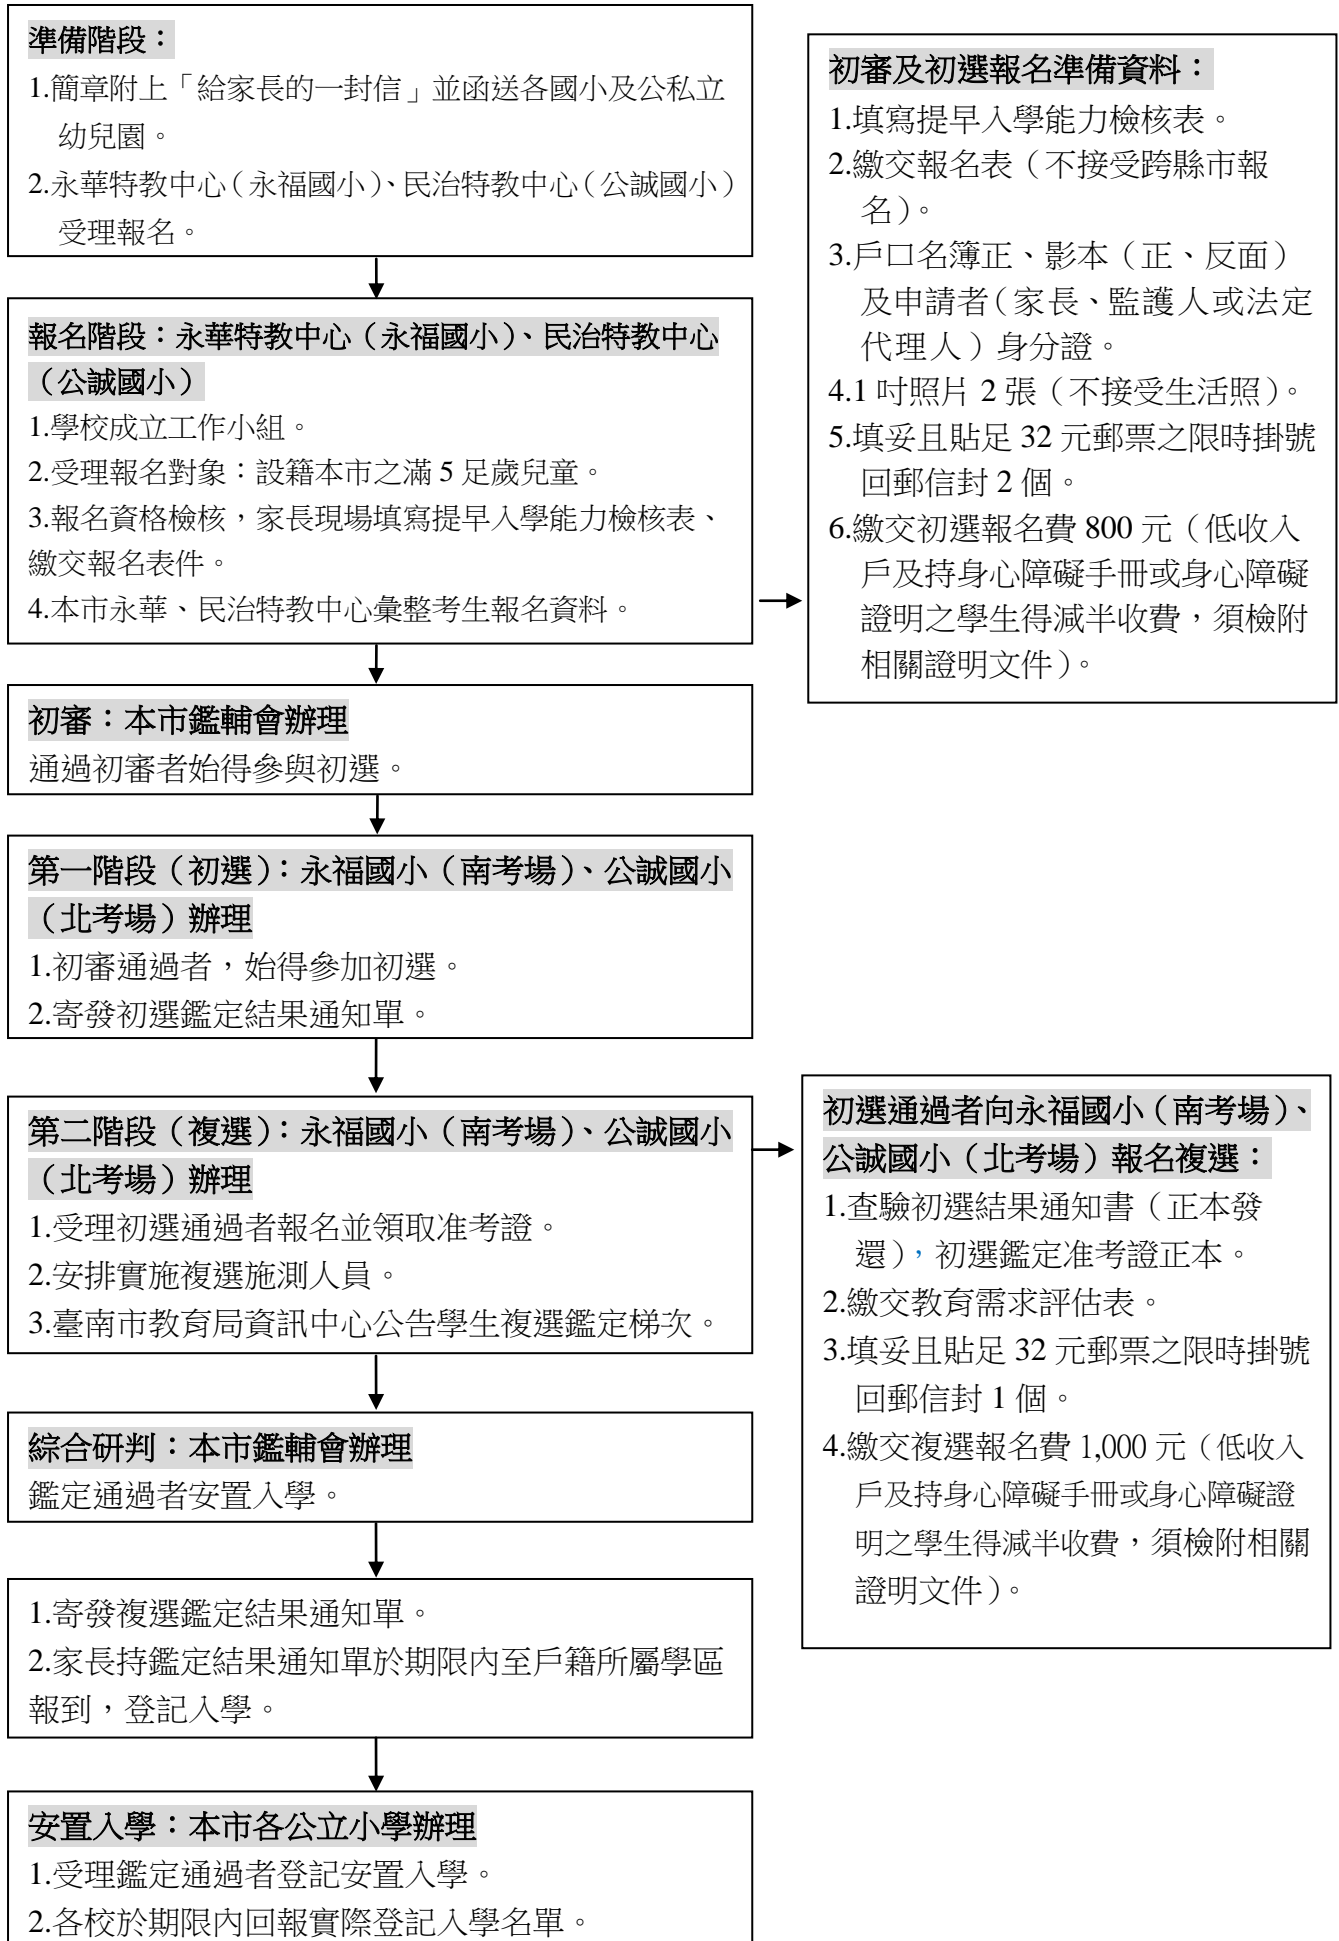 準備階段：
1.簡章附上「給家長的一封信」並函送各國小及公私立
幼兒園。
2.永華特教中心（永福國小）、民治特教中心（公誠國小）
受理報名。
報名階段：永華特教中心（永福國小）、民治特教中心
（公誠國小）
1.學校成立工作小組。
2.受理報名對象：設籍本市之滿 5 足歲兒童。
3.報名資格檢核，家長現場填寫提早入學能力檢核表、
繳交報名表件。
4.本市永華、民治特教中心彙整考生報名資料。
初審及初選報名準備資料：
1.填寫提早入學能力檢核表。
2.繳交報名表（不接受跨縣市報
名）。
3.戶口名簿正、影本（正、反面）
及申請者（家長、監護人或法定
代理人）身分證。
4.1 吋照片 2 張（不接受生活照）。
5.填妥且貼足 32 元郵票之限時掛號
回郵信封 2 個。
6.繳交初選報名費 800 元（低收入
戶及持身心障礙手冊或身心障礙
證明之學生得減半收費，須檢附
相關證明文件）。
初審：本市鑑輔會辦理
通過初審者始得參與初選。
第一階段（初選）：永福國小（南考場）、公誠國小
（北考場）辦理
1.初審通過者，始得參加初選。
2.寄發初選鑑定結果通知單。
第二階段（複選）：永福國小（南考場）、公誠國小
（北考場）辦理
1.受理初選通過者報名並領取准考證。
2.安排實施複選施測人員。
3.臺南市教育局資訊中心公告學生複選鑑定梯次。
初選通過者向永福國小（南考場）、
公誠國小（北考場）報名複選：
1.查驗初選結果通知書（正本發
還），初選鑑定准考證正本。
2.繳交教育需求評估表。
3.填妥且貼足 32 元郵票之限時掛號
回郵信封 1 個。
4.繳交複選報名費 1,000 元（低收入
戶及持身心障礙手冊或身心障礙證
明之學生得減半收費，須檢附相關
證明文件）。
綜合研判：本市鑑輔會辦理
鑑定通過者安置入學。
1.寄發複選鑑定結果通知單。
2.家長持鑑定結果通知單於期限內至戶籍所屬學區
報到，登記入學。
安置入學：本市各公立小學辦理
1.受理鑑定通過者登記安置入學。
2.各校於期限內回報實際登記入學名單。